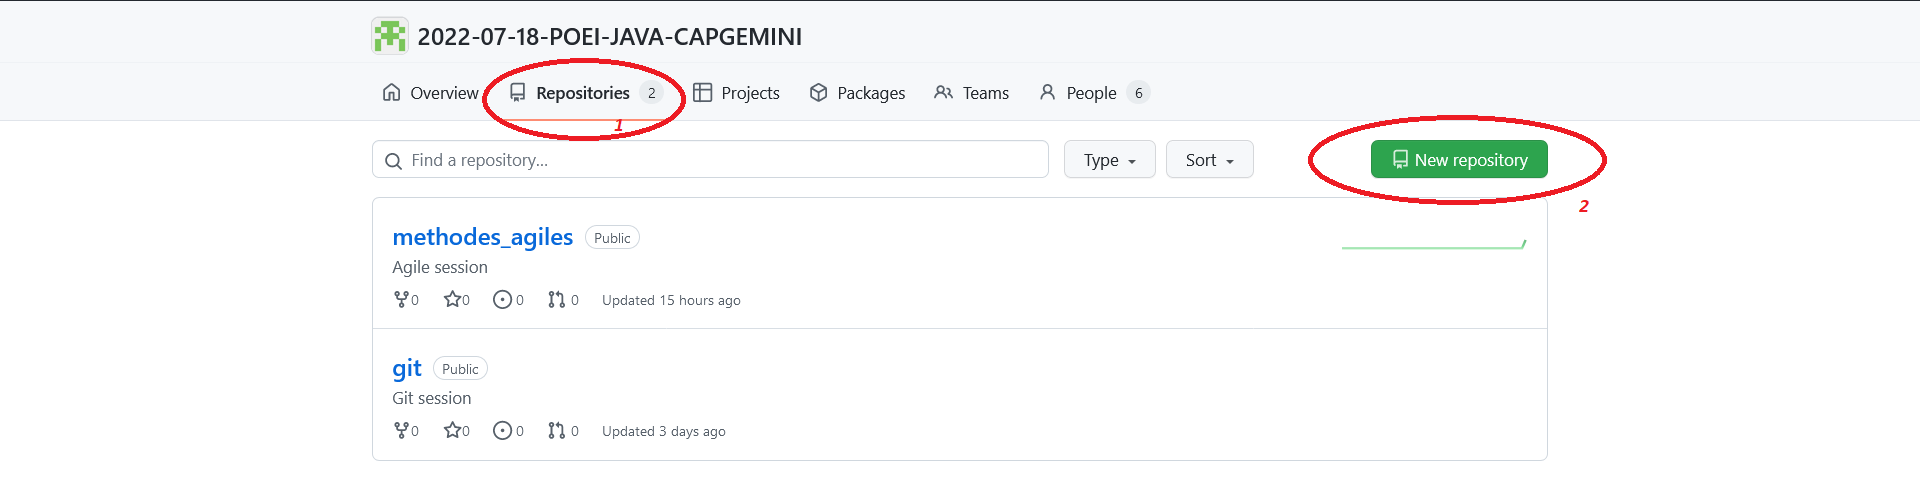 2022-07-18-POEI-JAVA-CAPGEMINI
Overview Repositories 2 Projects Packages Teams People 6
1
Find a repository... Type Sort New repository
2
methodes_agiles Public
Agile session
0 0 0 0 Updated 15 hours ago
git Public
Git session
0 0 0 0 Updated 3 days ago